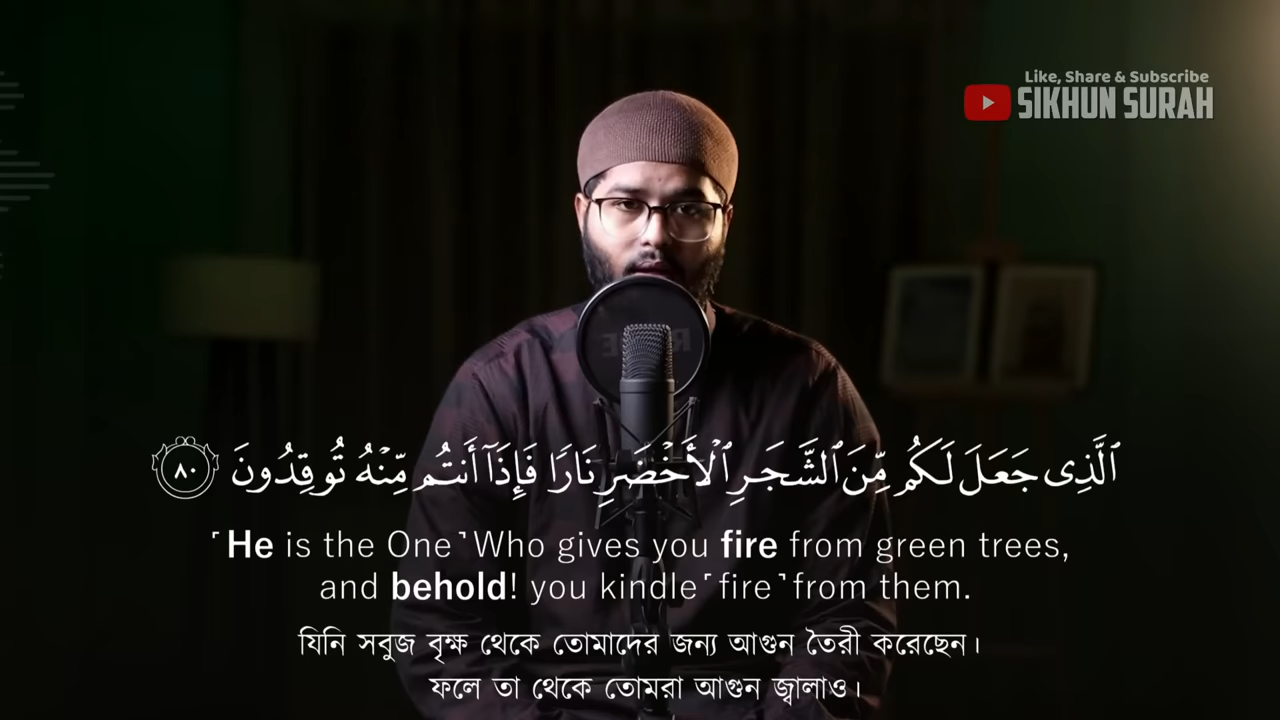 Like, Share & Subscribe
SIKHUN SURAH
ٱلَّذِى جَعَلَ لَكُم مِّنَ ٱلشَّجَرِ ٱلْأَخْضَرِ نَارًا فَإِذَآ أَنتُم مِّنْهُ تُوقِدُونَ ٨٠
⸢He is the One⸣ Who gives you fire from green trees,
and behold! you kindle ⸢fire⸣ from them.
যিনি সবুজ বৃক্ষ থেকে তোমাদের জন্য আগুন তৈরী করেছেন।
ফলে তা থেকে তোমরা আগুন জ্বালাও।